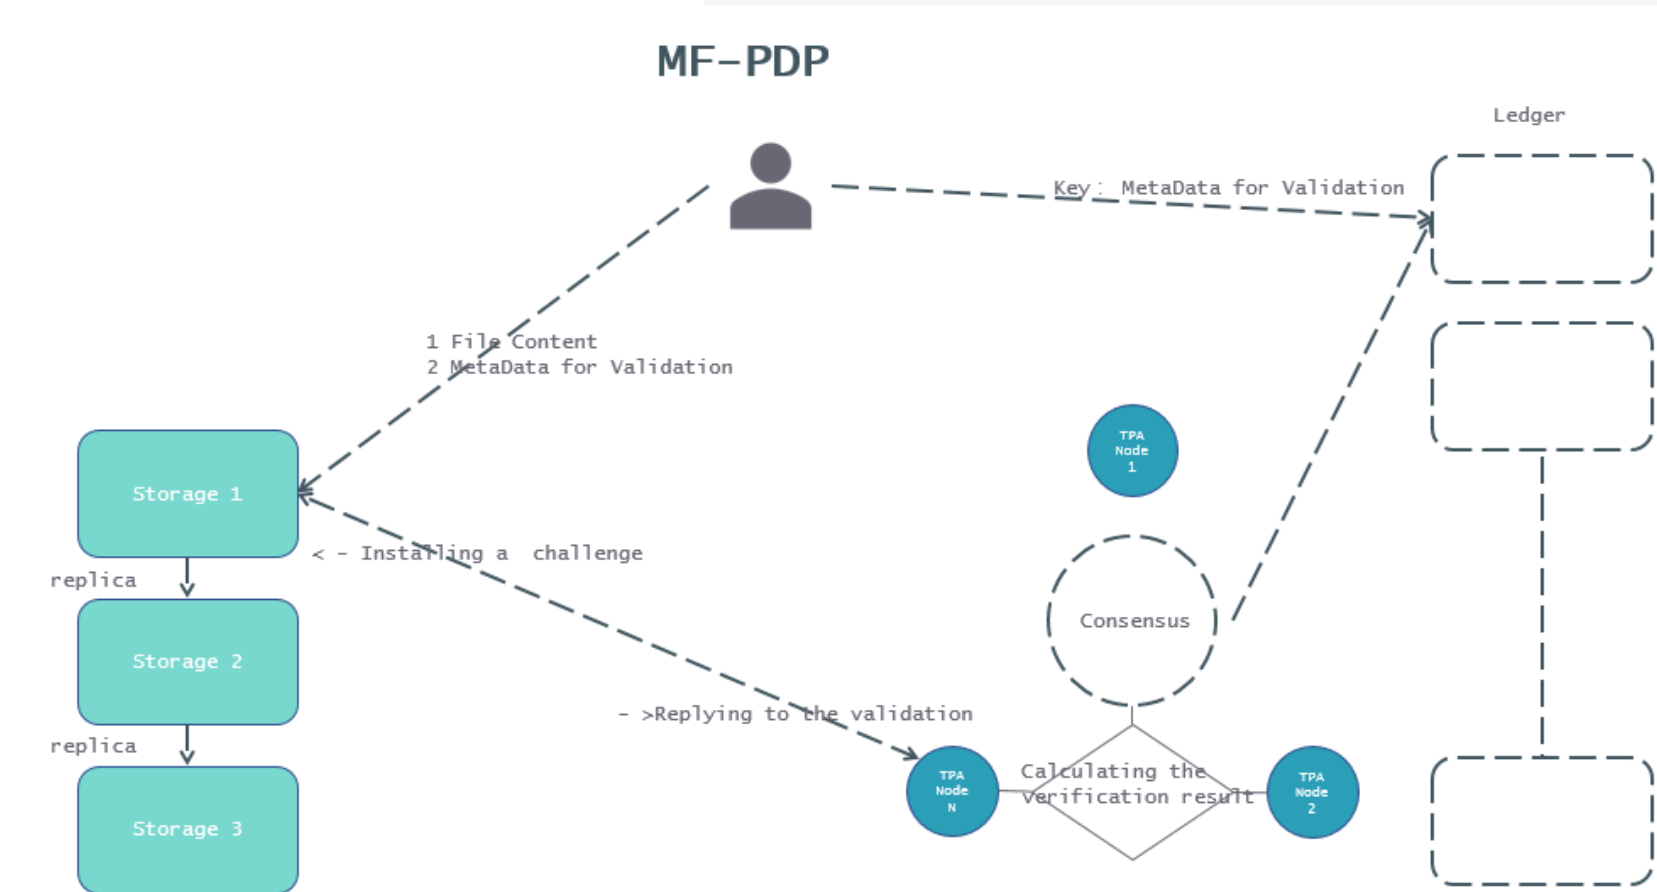 MF-PDP
Ledger
Key: MetaData for Validation
1 File Content
2 MetaData for Validation
TPA
Node
1
Storage 1
< - Installing a  challenge
replica
Consensus
Storage 2
- >Replying to the validation
replica
TPA
Node
N
Calculating the
verification result
TPA
Node
2
Storage 3